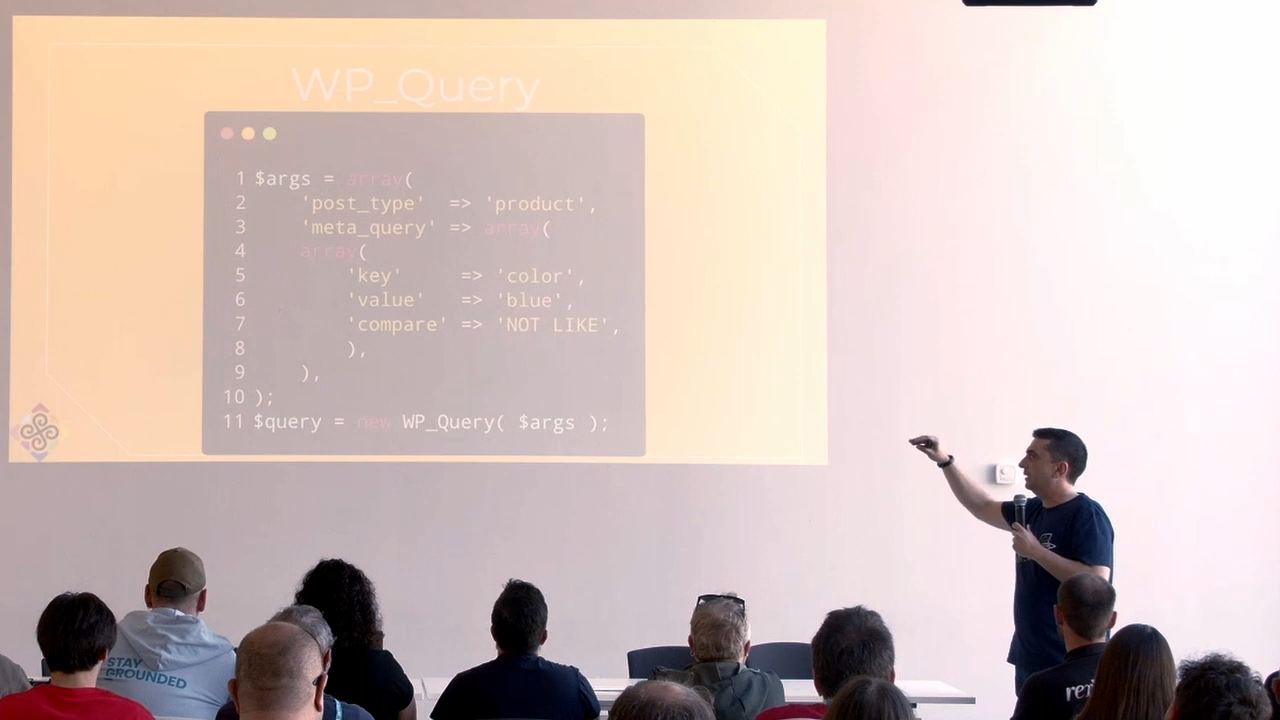 WP_Query
1 $args = array(
2 'post_type' => 'product',
3 'meta_query' => array(
4 array(
5 'key' => 'color',
6 'value' => 'blue',
7 'compare' => 'NOT LIKE',
8 ),
9 ),
10 );
11 $query = new WP_Query( $args );
STAY
GROUNDED